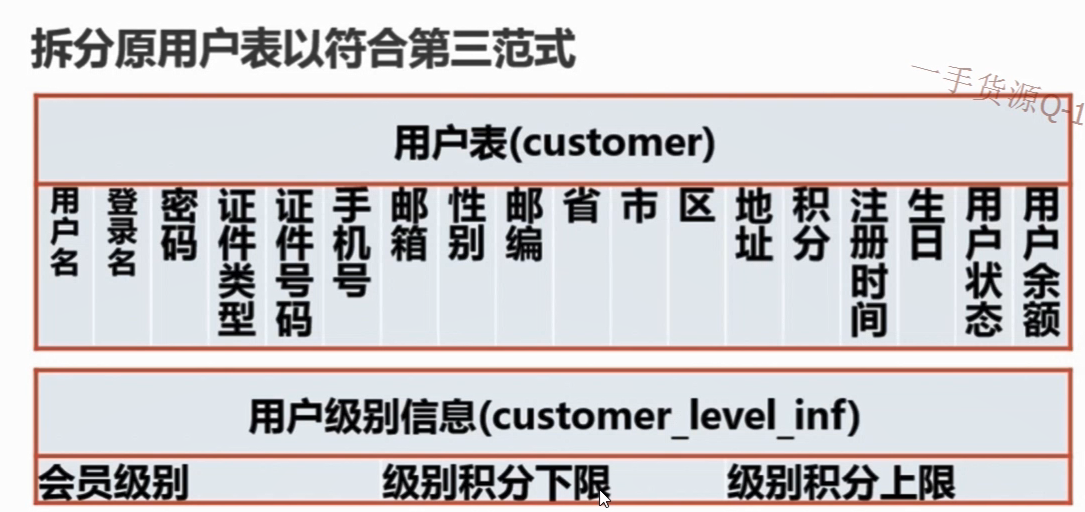 拆分原用户表以符合第三范式
一手货源Q-1
用户表(customer)
用户名 登录名 密码 证件类型 证件号码 手机号 邮箱 性别 邮编 省 市 区 地址 积分 注册时间 生日 用户状态 用户余额
用户级别信息(customer_level_inf)
会员级别 级别积分下限 级别积分上限